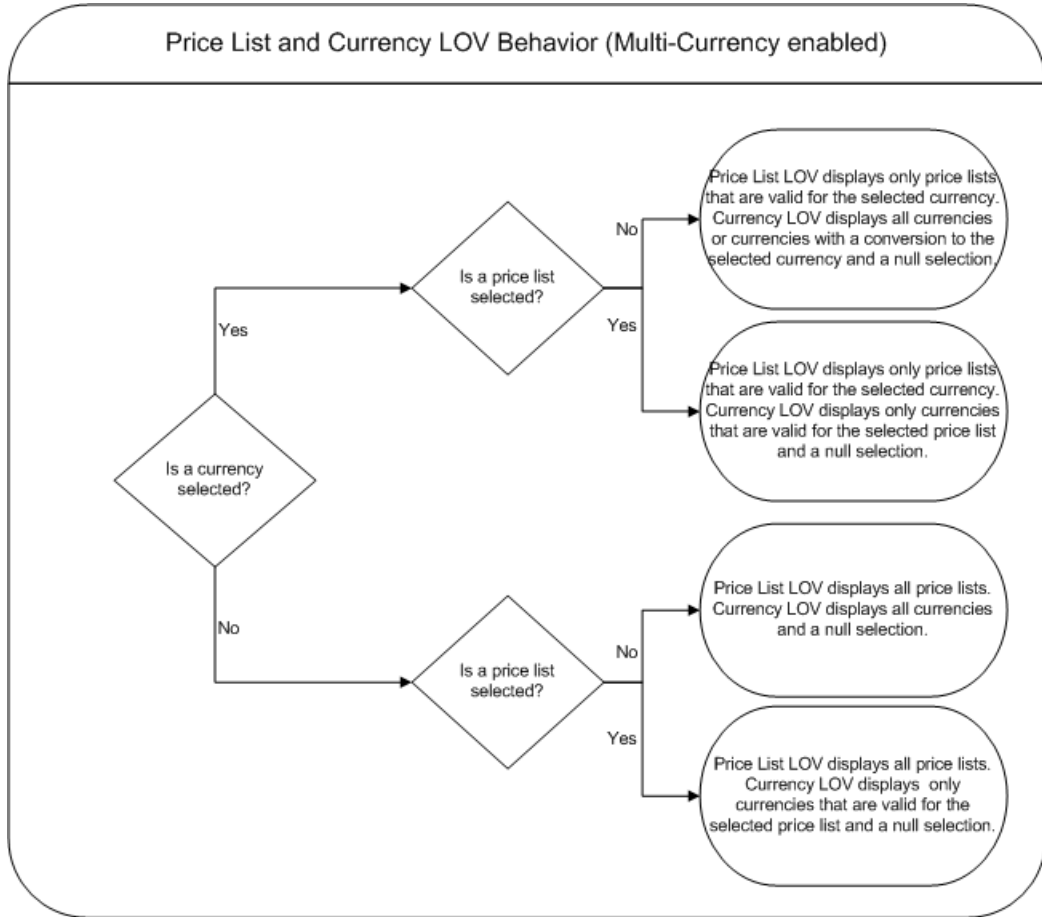 Price List and Currency LOV Behavior (Multi-Currency enabled)
Price List LOV displays only price lists
that are valid for the selected currency.
Currency LOV displays all currencies
or currencies with a conversion to the
selected currency and a null selection.
No
Is a price list
selected?
Yes
Yes
Price List LOV displays only price lists
that are valid for the selected currency.
Currency LOV displays only currencies
that are valid for the selected price list
and a null selection.
Is a currency
selected?
No
Price List LOV displays all price lists.
Currency LOV displays all currencies
and a null selection.
No
Is a price list
selected?
Yes
Price List LOV displays all price lists.
Currency LOV displays only
currencies that are valid for the
selected price list and a null selection.